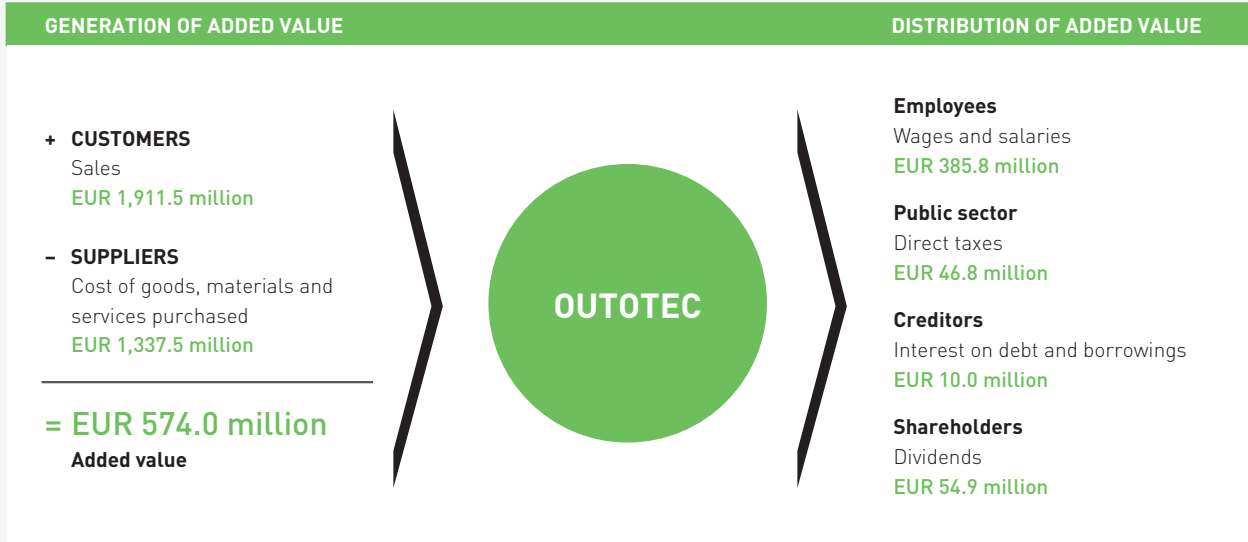 GENERATION OF ADDED VALUE
+ CUSTOMERS
Sales
EUR 1,911.5 million
– SUPPLIERS
Cost of goods, materials and
services purchased
EUR 1,337.5 million
= EUR 574.0 million
Added value
OUTOTEC
DISTRIBUTION OF ADDED VALUE
Employees
Wages and salaries
EUR 385.8 million
Public sector
Direct taxes
EUR 46.8 million
Creditors
Interest on debt and borrowings
EUR 10.0 million
Shareholders
Dividends
EUR 54.9 million